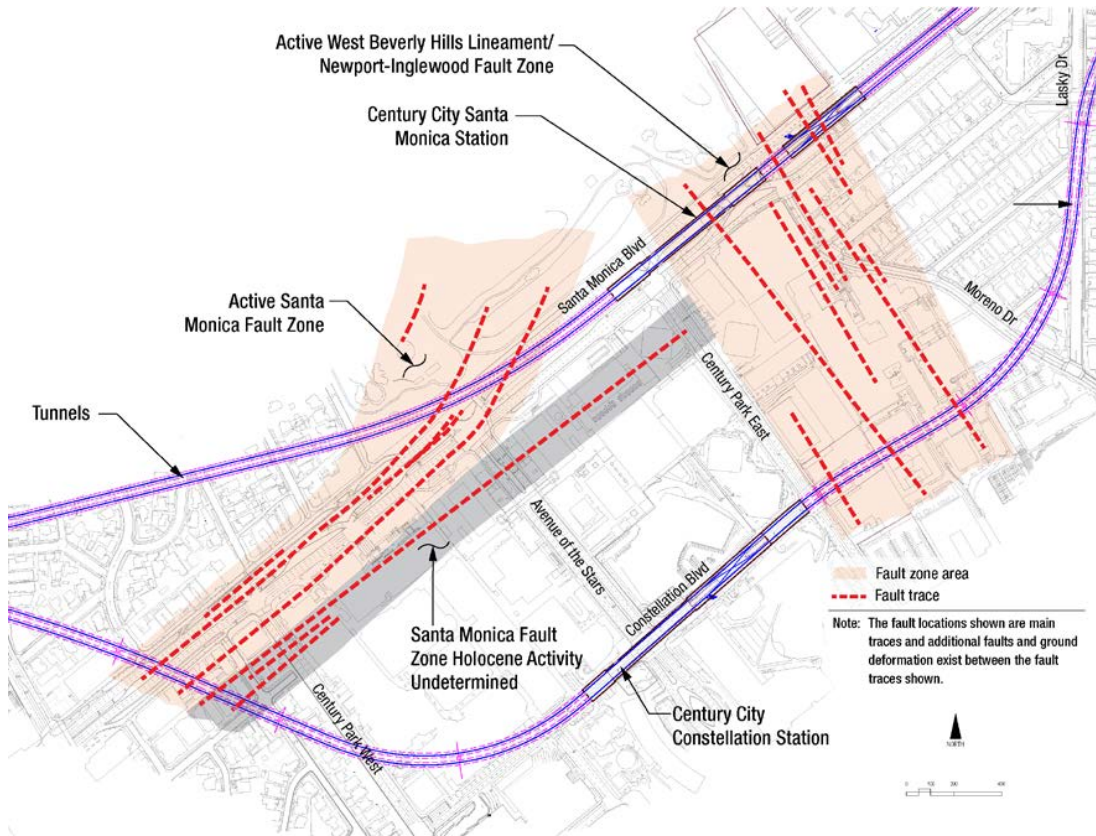 Active West Beverly Hills Lineament/
Newport-Inglewood Fault Zone
Century City Santa
Monica Station
Lasky Dr
Santa Monica Blvd
Active Santa
Monica Fault Zone
Moreno Dr
Century Park East
Tunnels
Avenue of the Stars
Constellation Blvd
Fault zone area
Fault trace
Note: The fault locations shown are main
traces and additional faults and ground
deformation exist between the fault
traces shown.
Santa Monica Fault
Zone Holocene Activity
Undetermined
Century Park West
Century City
Constellation Station
NORTH